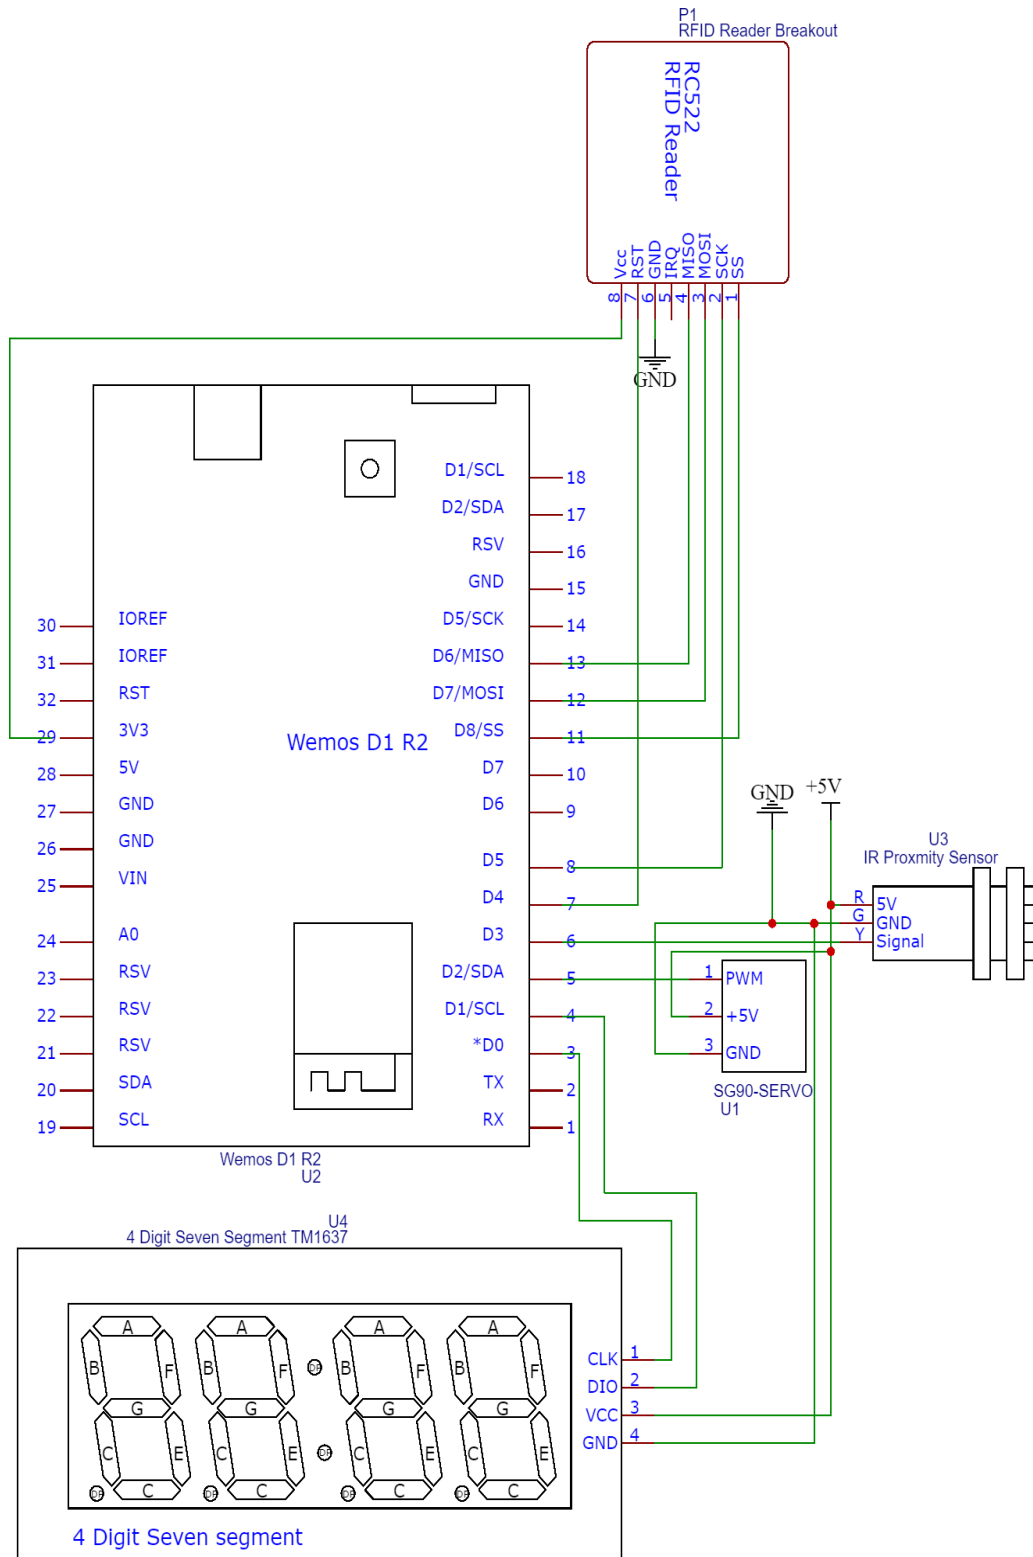 P1
RFID Reader Breakout
RC522
RFID Reader
Vcc
RST
GND
IRQ
MISO
MOSI
SCK
SS
8
7
6
5
4
3
2
1
GND
D1/SCL 18
D2/SDA 17
RSV 16
GND 15
30 IOREF D5/SCK 14
31 IOREF D6/MISO 13
32 RST D7/MOSI 12
29 3V3 D8/SS 11
Wemos D1 R2
28 5V D7 10
27 GND D6 9
26 GND
25 VIN D5 8
D4 7
24 A0 D3 6
23 RSV D2/SDA 5
22 RSV D1/SCL 4
21 RSV *D0 3
20 SDA TX 2
19 SCL RX 1
Wemos D1 R2
U2
GND +5V
U3
IR Proxmity Sensor
R 5V
G GND
Y Signal
1 PWM
2 +5V
3 GND
SG90-SERVO
U1
U4
4 Digit Seven Segment TM1637
A A A A
B F B F DP B F B F
G G G G
C E C E DP C E C E
DP C DP C DP C DP C
CLK 1
DIO 2
VCC 3
GND 4
4 Digit Seven segment